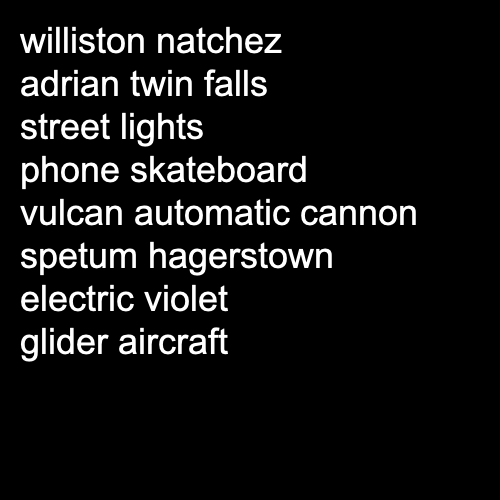 williston natchez
adrian twin falls
street lights
phone skateboard
vulcan automatic cannon
spetum hagerstown
electric violet
glider aircraft